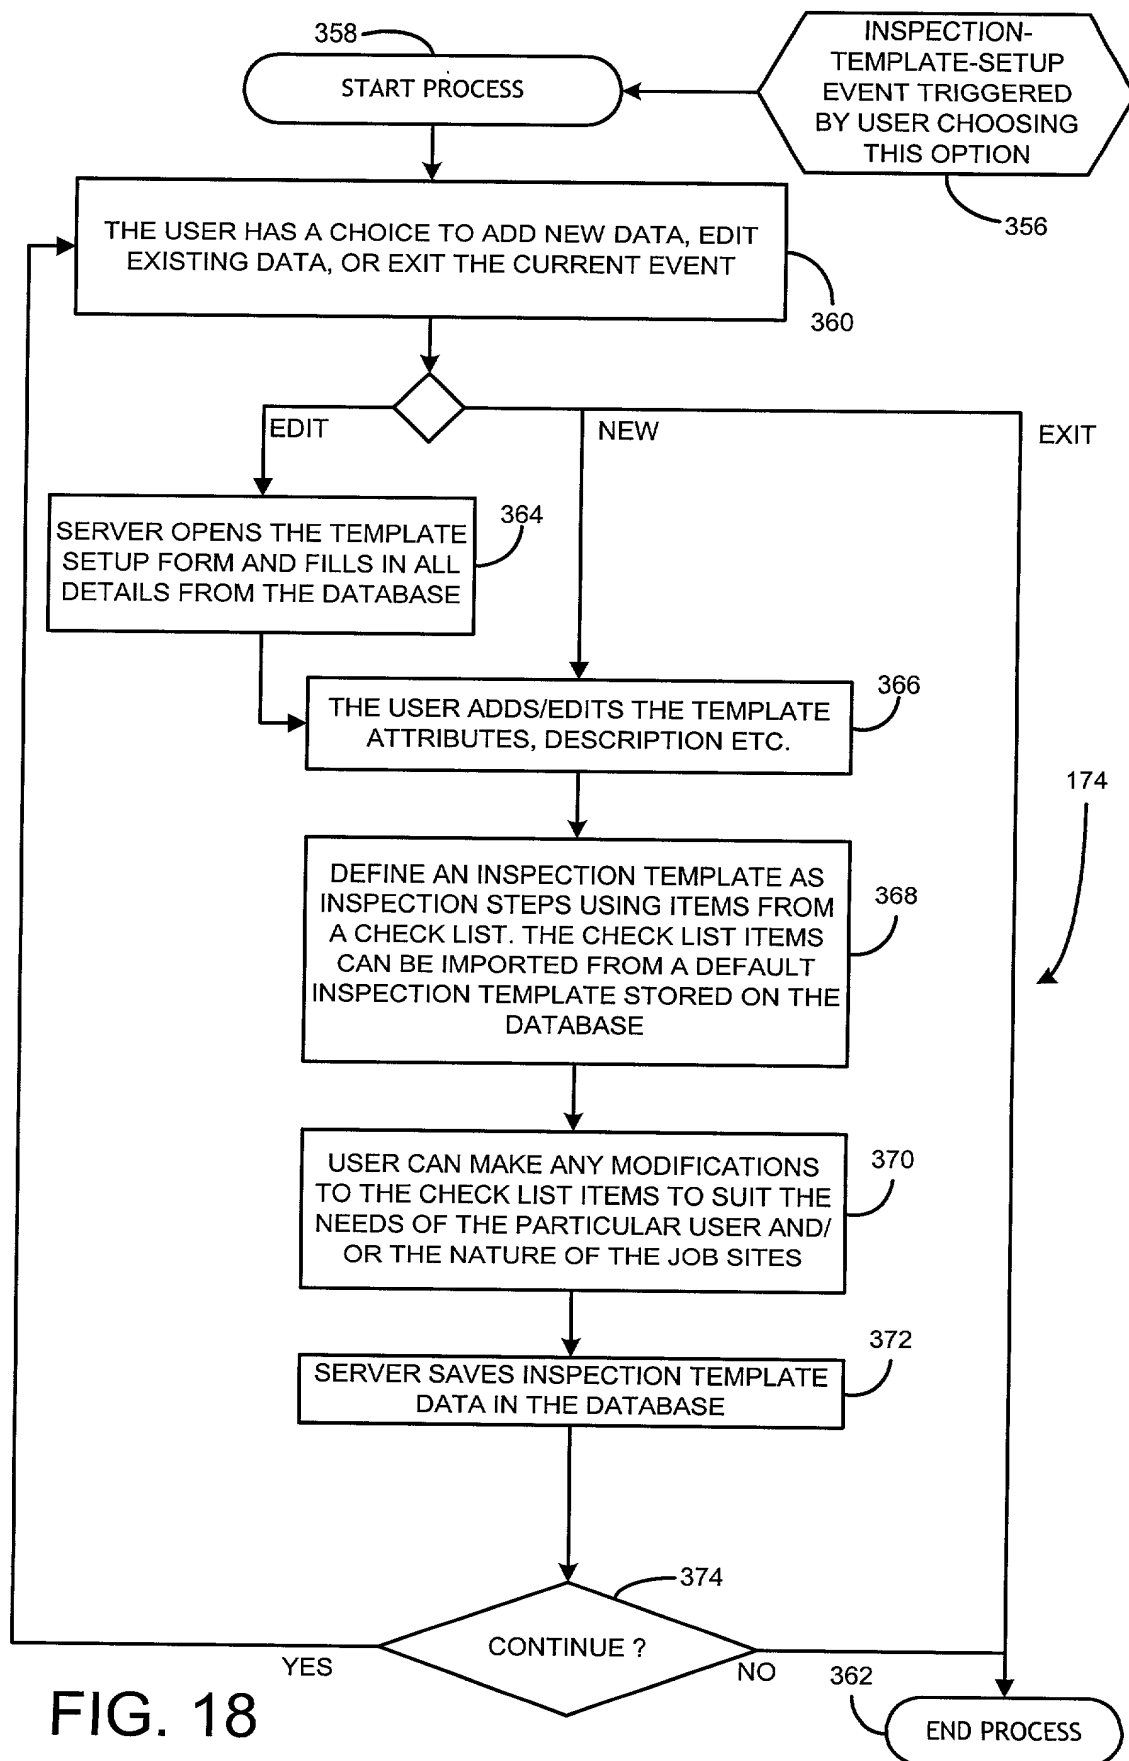 358
START PROCESS
INSPECTION-
TEMPLATE-SETUP
EVENT TRIGGERED
BY USER CHOOSING
THIS OPTION
356
THE USER HAS A CHOICE TO ADD NEW DATA, EDIT
EXISTING DATA, OR EXIT THE CURRENT EVENT
360
EDIT
NEW
EXIT
SERVER OPENS THE TEMPLATE
SETUP FORM AND FILLS IN ALL
DETAILS FROM THE DATABASE
364
THE USER ADDS/EDITS THE TEMPLATE
ATTRIBUTES, DESCRIPTION ETC.
366
174
DEFINE AN INSPECTION TEMPLATE AS
INSPECTION STEPS USING ITEMS FROM
A CHECK LIST. THE CHECK LIST ITEMS
CAN BE IMPORTED FROM A DEFAULT
INSPECTION TEMPLATE STORED ON THE
DATABASE
368
USER CAN MAKE ANY MODIFICATIONS
TO THE CHECK LIST ITEMS TO SUIT THE
NEEDS OF THE PARTICULAR USER AND/
OR THE NATURE OF THE JOB SITES
370
SERVER SAVES INSPECTION TEMPLATE
DATA IN THE DATABASE
372
374
CONTINUE ?
YES
NO
362
END PROCESS
FIG. 18